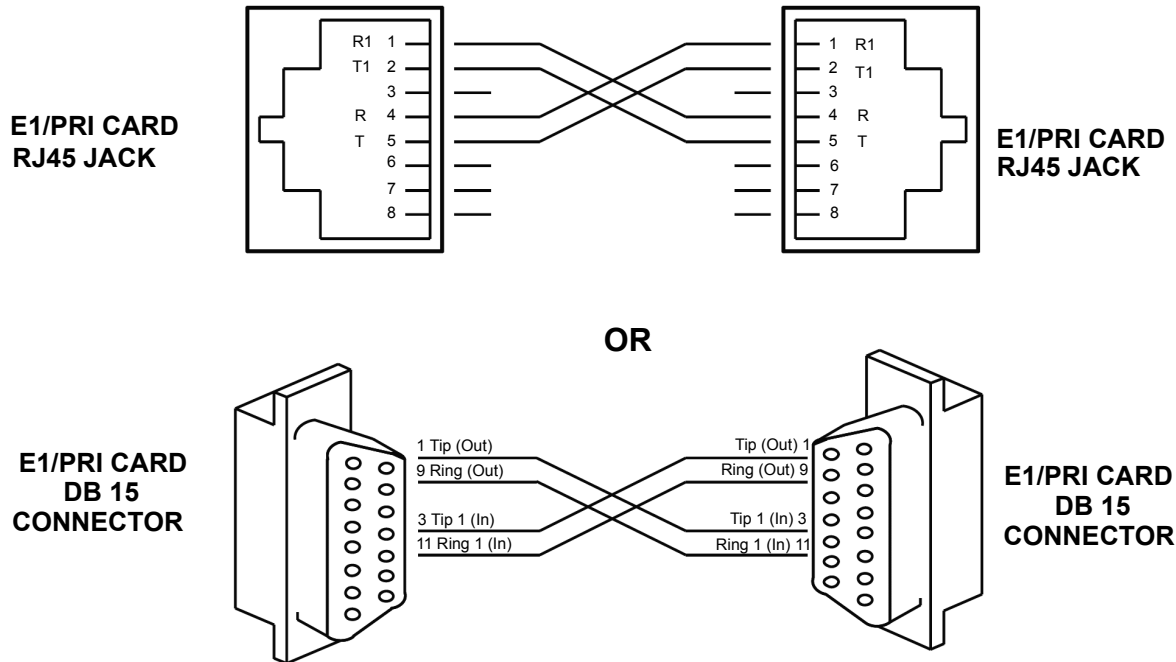 E1/PRI CARD
RJ45 JACK
R1 1
T1 2
3
R 4
T 5
6
7
8
1 R1
2 T1
3
4 R
5 T
6
7
8
E1/PRI CARD
RJ45 JACK
OR
E1/PRI CARD
DB 15
CONNECTOR
1 Tip (Out)
9 Ring (Out)
3 Tip 1 (In)
11 Ring 1 (In)
Tip (Out) 1
Ring (Out) 9
Tip 1 (In) 3
Ring 1 (In) 11
E1/PRI CARD
DB 15
CONNECTOR